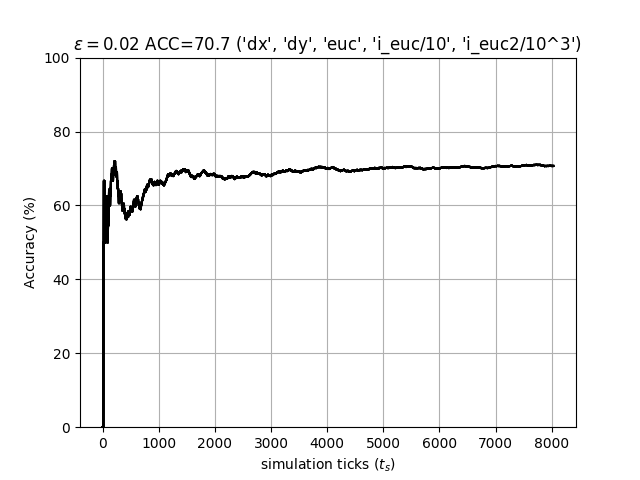 ε = 0.02 ACC=70.7 ('dx', 'dy', 'euc', 'i_euc/10', 'i_euc2/10^3')
100
80
60
40
20
0
Accuracy (%)
0 1000 2000 3000 4000 5000 6000 7000 8000
simulation ticks (tₛ)